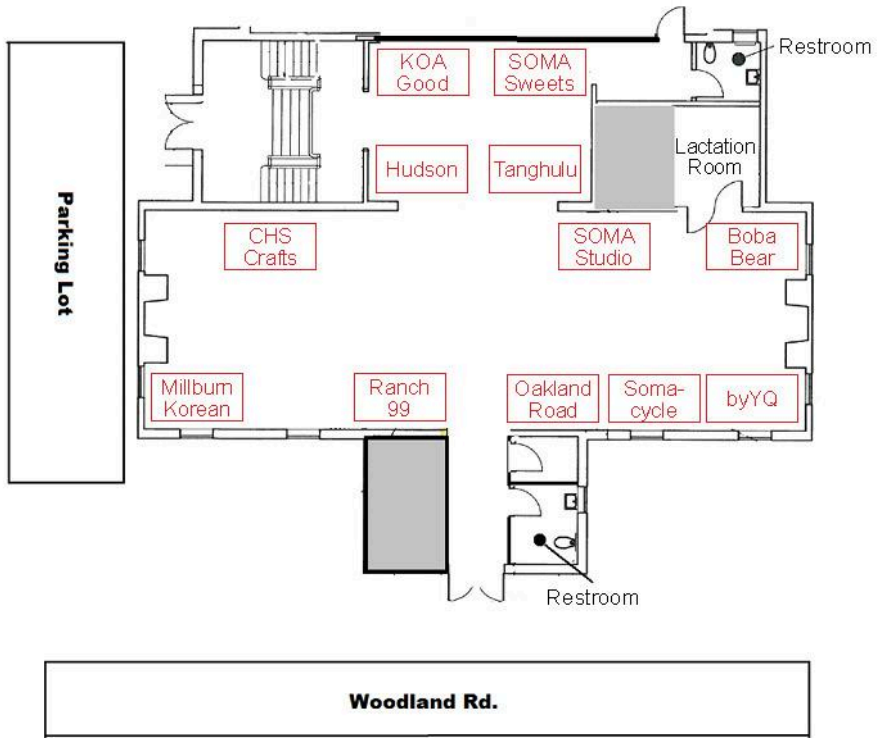 Restroom
KOA
Good
SOMA
Sweets
Lactation
Room
Hudson
Tanghulu
Parking Lot
CHS
Crafts
SOMA
Studio
Boba
Bear
Millburn
Korean
Ranch
99
Oakland
Road
Soma-
cycle
byYQ
Restroom
Woodland Rd.